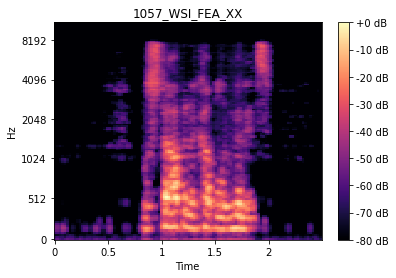 1057_WSI_FEA_XX
8192
4096
2048
1024
512
0
Hz
0
0.5
1
1.5
2
Time
+0 dB
-10 dB
-20 dB
-30 dB
-40 dB
-50 dB
-60 dB
-70 dB
-80 dB